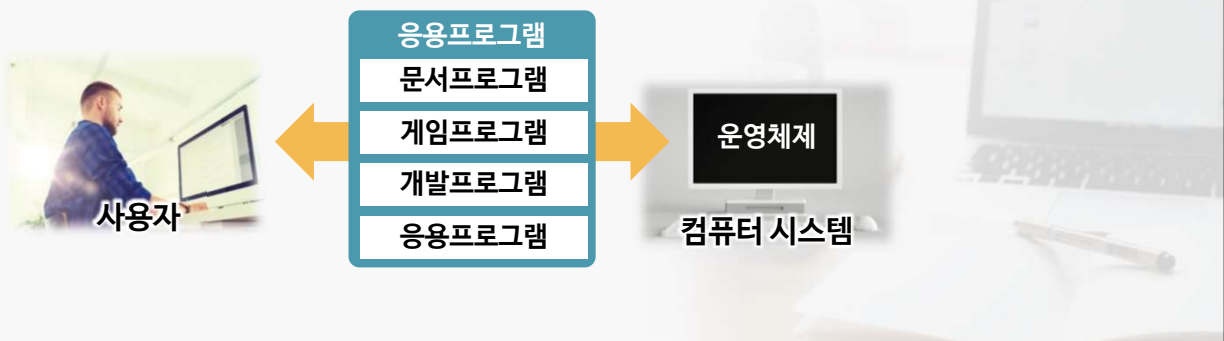 응용프로그램
문서프로그램
게임프로그램
개발프로그램
응용프로그램
사용자
운영체제
컴퓨터 시스템